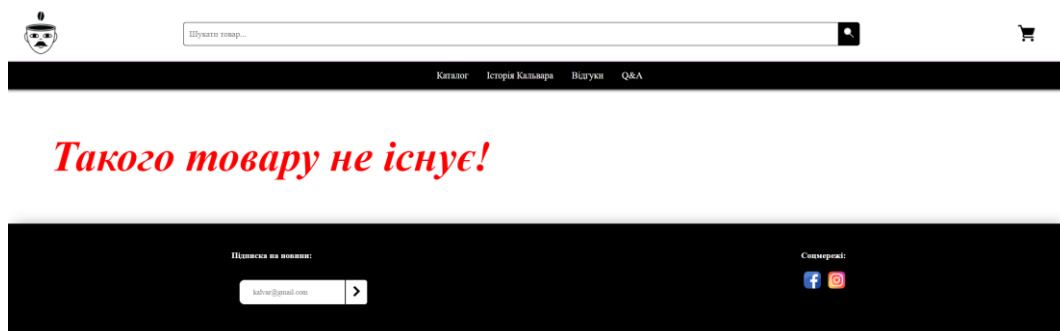 Шукати товар...
Каталог Історія Кальвара Відгуки Q&A
Такого товару не існує!
Підписка на новини:
Соцмережі:
kalvar@gmail.com